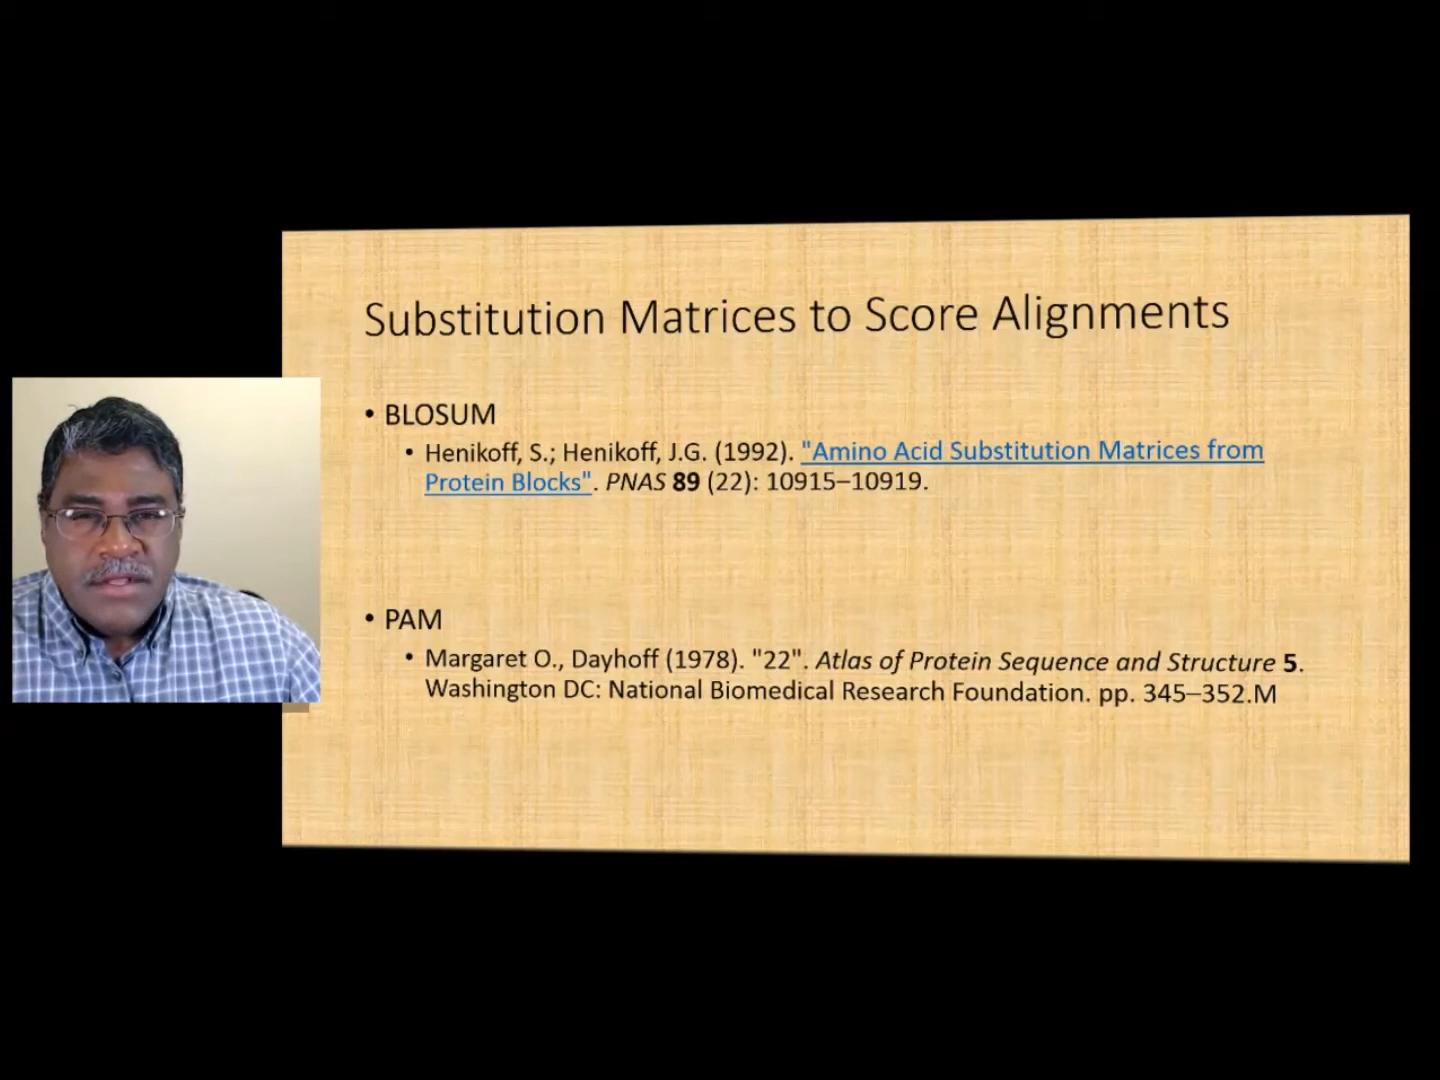 Substitution Matrices to Score Alignments
• BLOSUM
• Henikoff, S.; Henikoff, J.G. (1992). "Amino Acid Substitution Matrices from
Protein Blocks". PNAS 89 (22): 10915–10919.
• PAM
• Margaret O., Dayhoff (1978). "22". Atlas of Protein Sequence and Structure 5.
Washington DC: National Biomedical Research Foundation. pp. 345–352.M